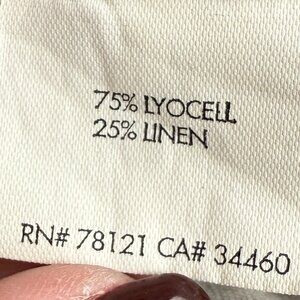 75% LYOCELL
25% LINEN
RN# 78121 CA# 34460